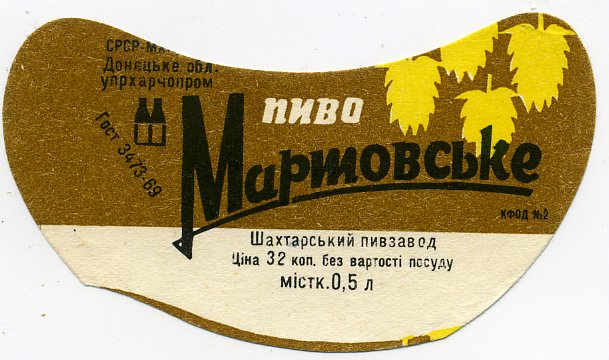 СРСР-МХП
Донецьке обл.
упрхарчопром
Гост 3473-69
пиво
Мартовське
КФОД №2
Шахтарський пивзавод
Ціна 32 коп. без вартості посуду
містк. 0,5 л